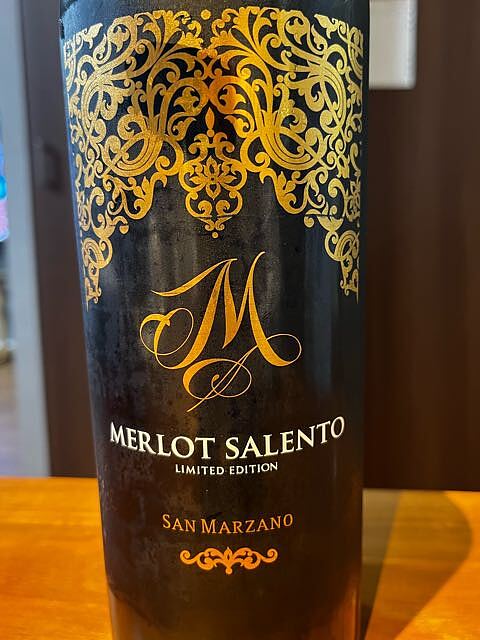 M
MERLOT SALENTO
LIMITED EDITION
SAN MARZANO